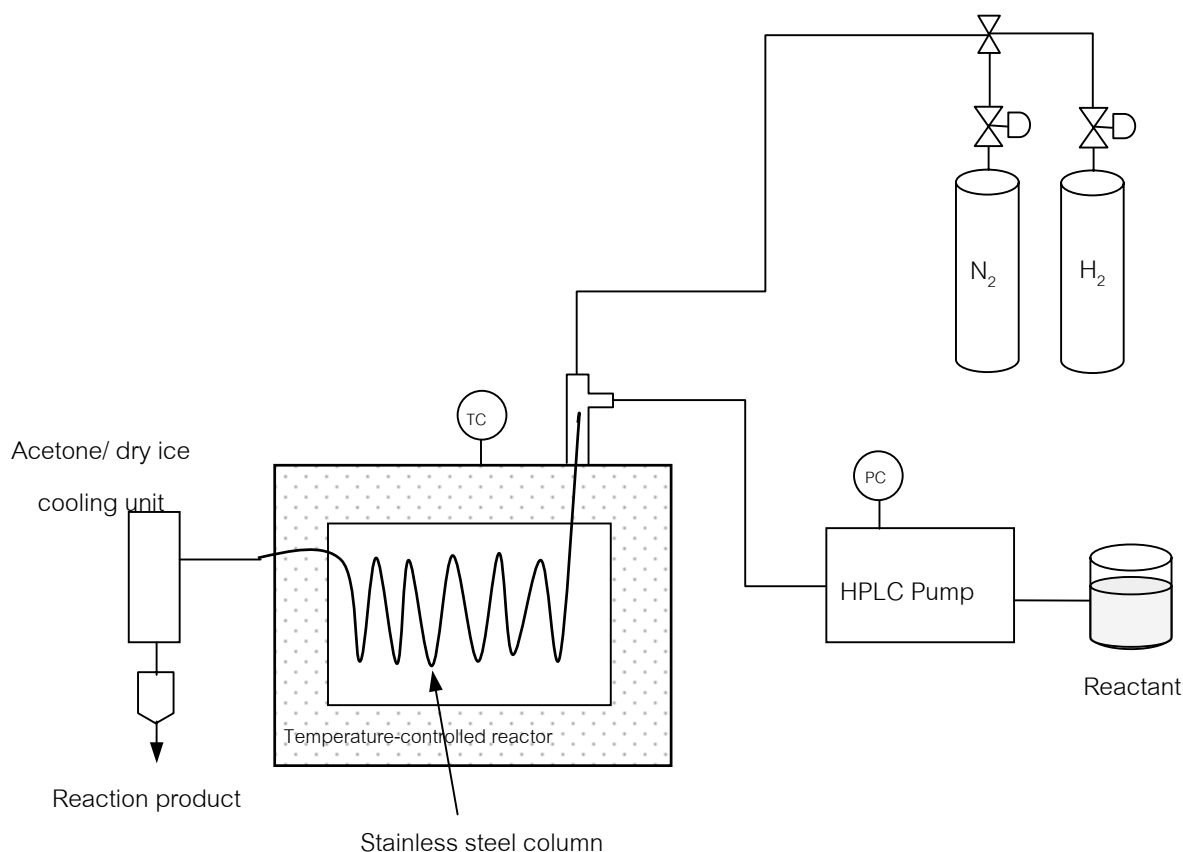 N₂
H₂
TC
Acetone/ dry ice
cooling unit
PC
HPLC Pump
Reactant
Temperature-controlled reactor
Reaction product
Stainless steel column